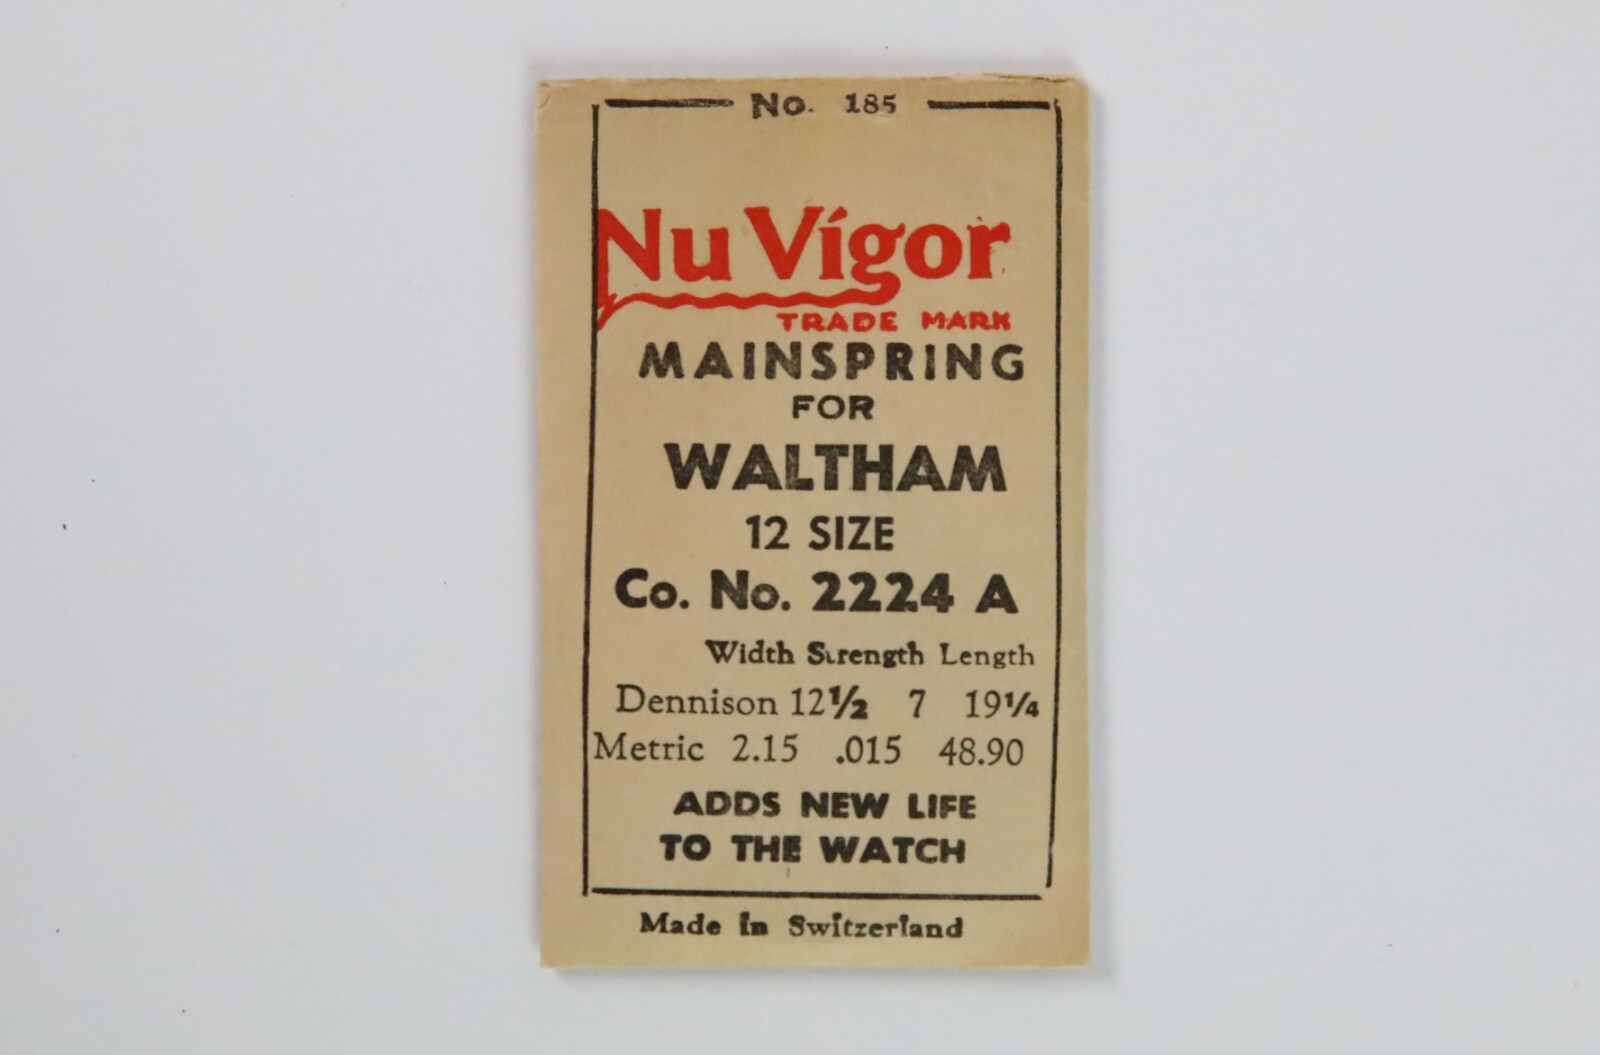 No. 185
Nu Vigor
TRADE MARK
MAINSPRING
FOR
WALTHAM
12 SIZE
Co. No. 2224 A
Width Strength Length
Dennison 12½ 7 19¼
Metric 2.15 .015 48.90
ADDS NEW LIFE
TO THE WATCH
Made in Switzerland